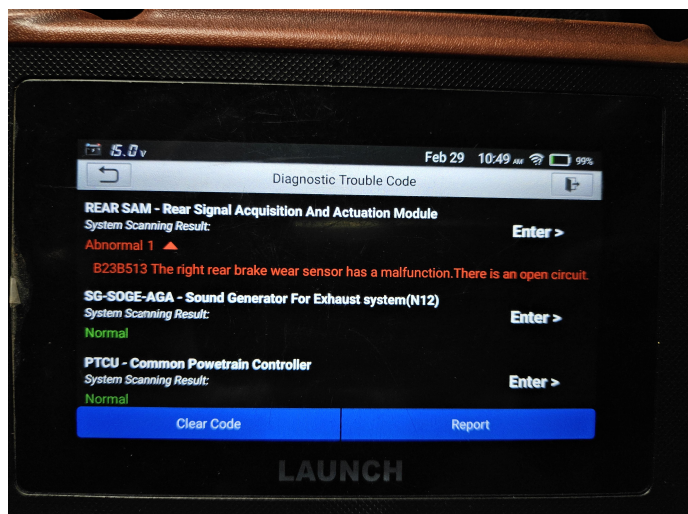 15.0 v
Feb 29 10:49 AM 99%
Diagnostic Trouble Code
REAR SAM - Rear Signal Acquisition And Actuation Module
System Scanning Result:
Enter >
Abnormal 1
B23B513 The right rear brake wear sensor has a malfunction.There is an open circuit.
SG-SOGE-AGA - Sound Generator For Exhaust system(N12)
System Scanning Result:
Enter >
Normal
PTCU - Common Powetrain Controller
System Scanning Result:
Enter >
Normal
Clear Code
Report
LAUNCH